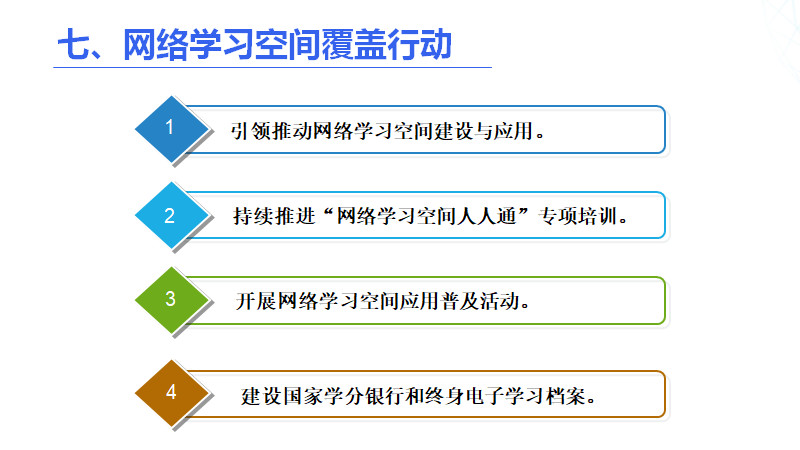 七、网络学习空间覆盖行动
1
引领推动网络学习空间建设与应用。
2
持续推进“网络学习空间人人通”专项培训。
3
开展网络学习空间应用普及活动。
4
建设国家学分银行和终身电子学习档案。